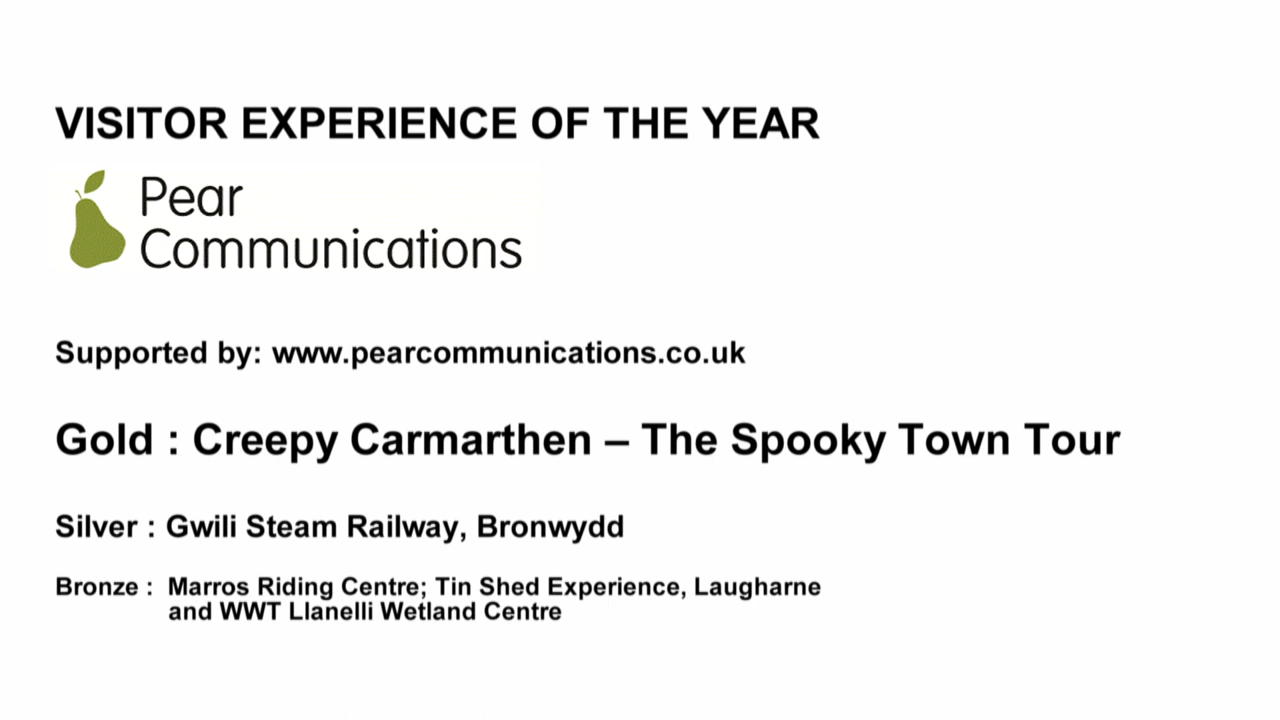 VISITOR EXPERIENCE OF THE YEAR
Pear
Communications
Supported by: www.pearcommunications.co.uk
Gold : Creepy Carmarthen – The Spooky Town Tour
Silver : Gwili Steam Railway, Bronwydd
Bronze : Marros Riding Centre; Tin Shed Experience, Laugharne
and WWT Llanelli Wetland Centre